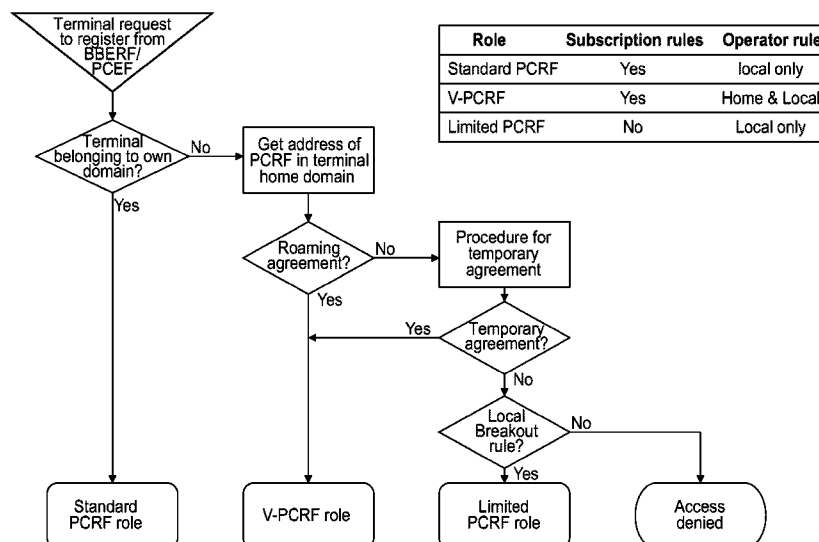 Terminal request
to register from
BBERF/
PCEF
Role Subscription rules Operator rule
Standard PCRF Yes local only
V-PCRF Yes Home & Local
Limited PCRF No Local only
Terminal
belonging to own
domain?
No
Yes
Get address of
PCRF in terminal
home domain
Roaming
agreement?
No
Yes
Procedure for
temporary
agreement
Temporary
agreement?
Yes
No
Local
Breakout
rule?
No
Yes
Standard
PCRF role
V-PCRF role
Limited
PCRF role
Access
denied